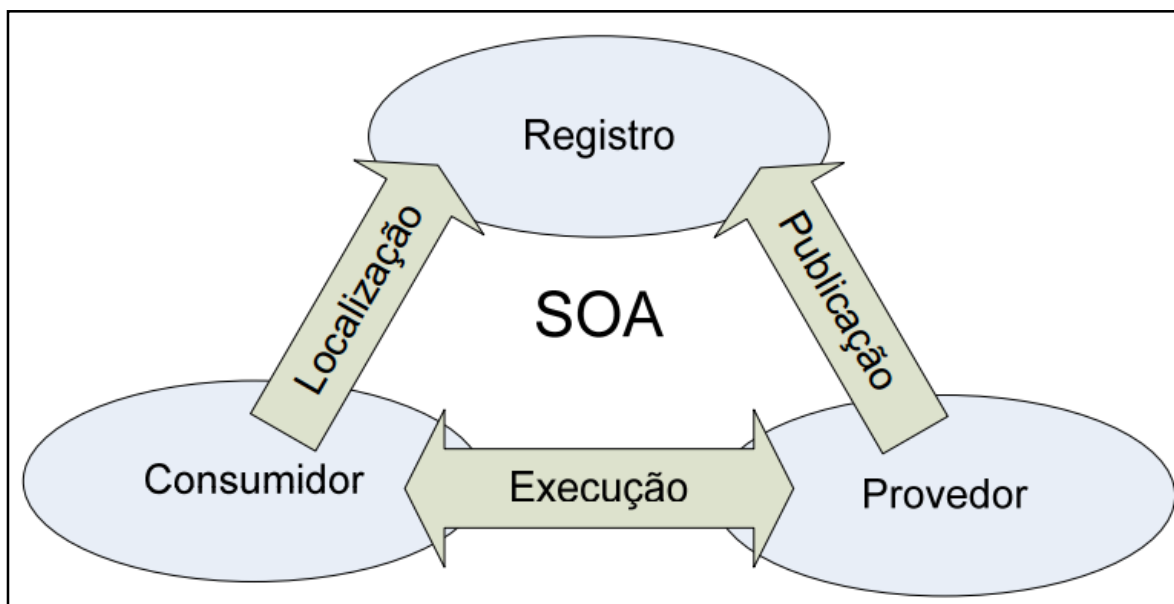 Registro
Localização
Publicação
SOA
Consumidor
Execução
Provedor